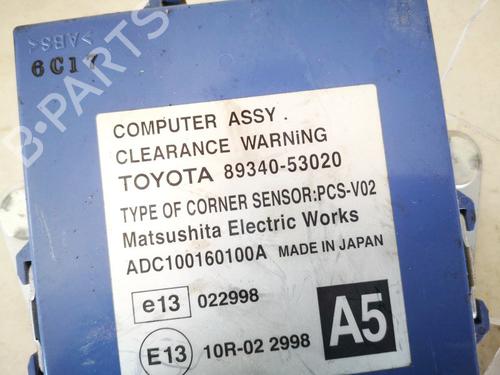 >ABS<
6C17
COMPUTER ASSY.
CLEARANCE WARNiNG
TOYOTA 89340-53020
TYPE OF CORNER SENSOR:PCS-V02
Matsushita Electric Works
ADC100160100A MADE IN JAPAN
e13 022998
E13 10R-02 2998
A5